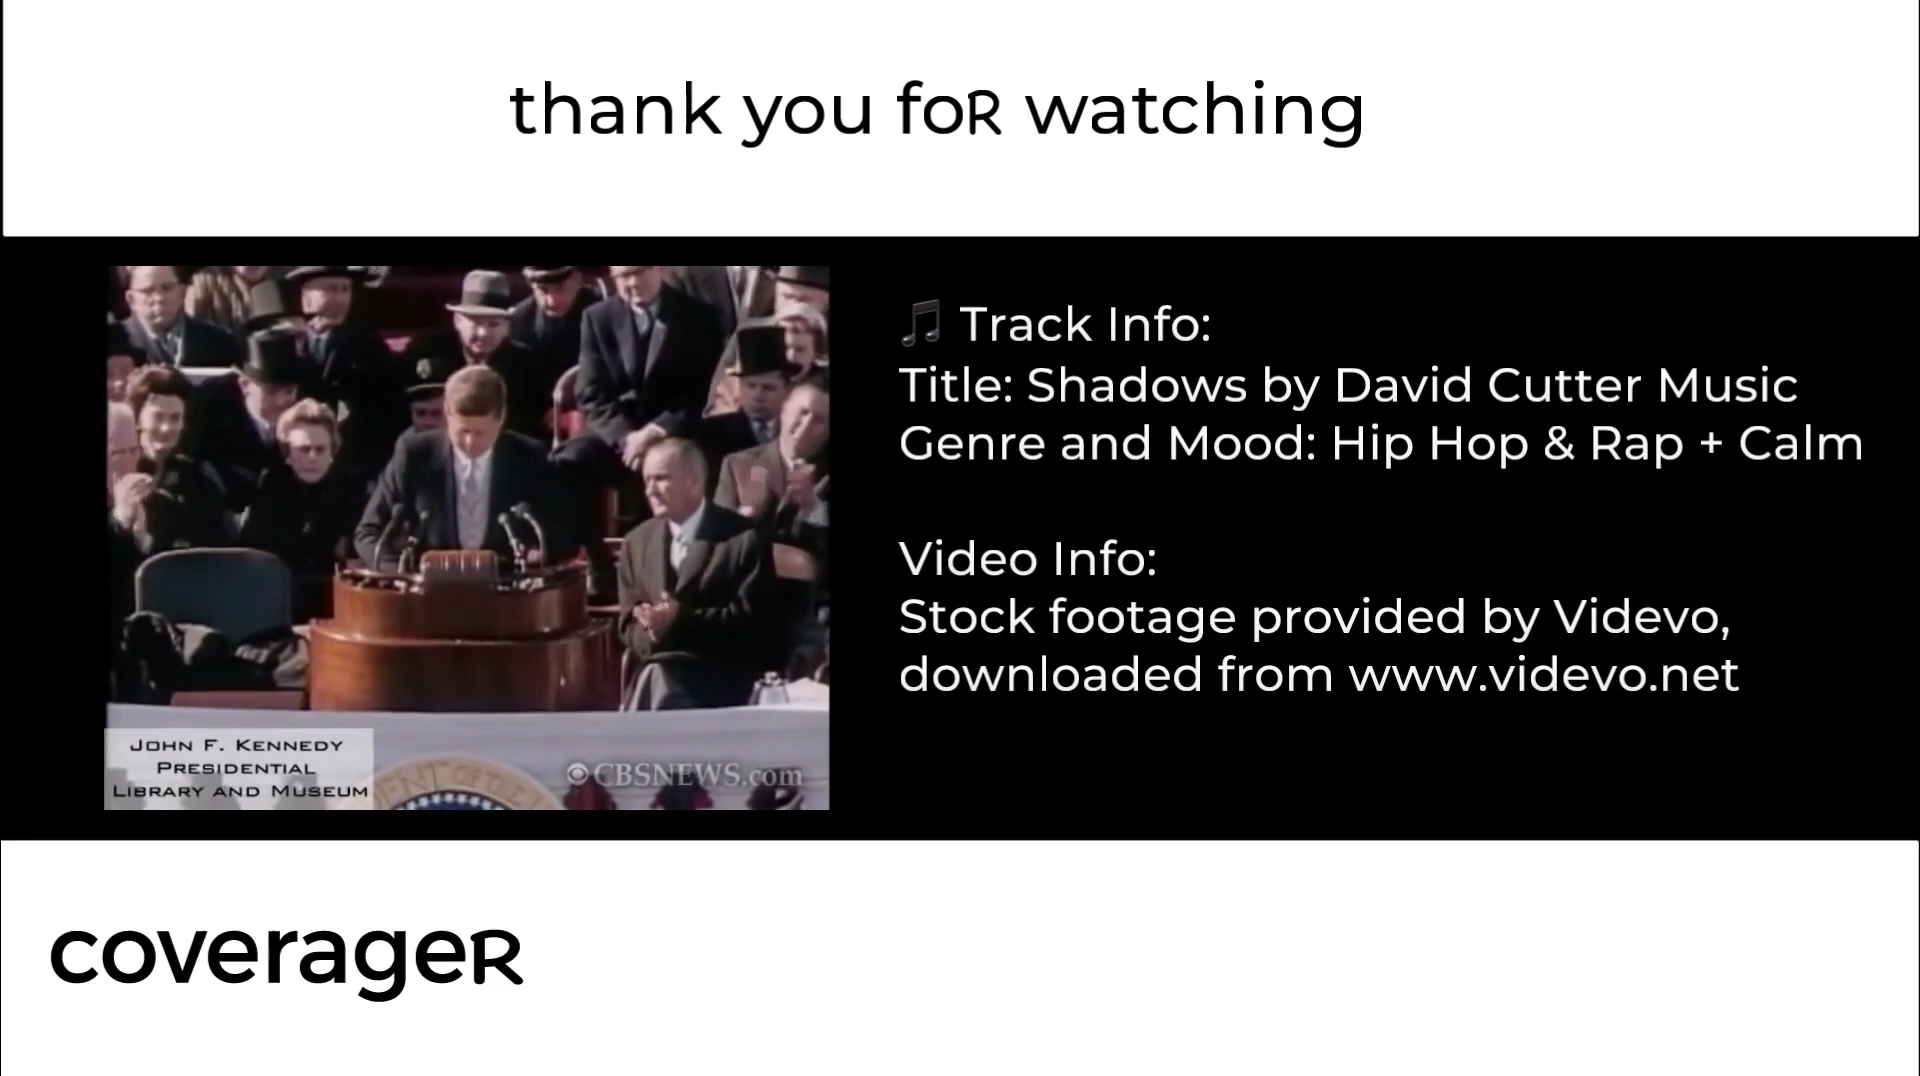 thank you foR watching
🎵 Track Info:
Title: Shadows by David Cutter Music
Genre and Mood: Hip Hop & Rap + Calm
Video Info:
Stock footage provided by Videvo,
downloaded from www.videvo.net
JOHN F. KENNEDY
PRESIDENTIAL
LIBRARY AND MUSEUM
CBSNEWS.com
coverageR